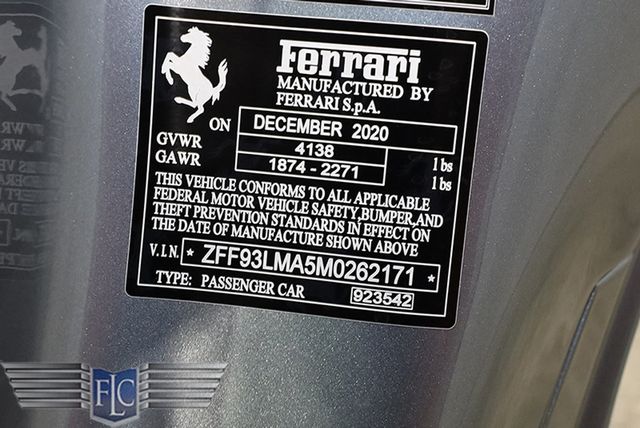 Ferrari
MANUFACTURED BY
FERRARI S.p.A.
ON DECEMBER 2020
GVWR 4138 lbs
GAWR 1874 - 2271 lbs
THIS VEHICLE CONFORMS TO ALL APPLICABLE
FEDERAL MOTOR VEHICLE SAFETY,BUMPER,AND
THEFT PREVENTION STANDARDS IN EFFECT ON
THE DATE OF MANUFACTURE SHOWN ABOVE
V.I.N. * ZFF93LMA5M0262171 *
TYPE: PASSENGER CAR 923542
FLC